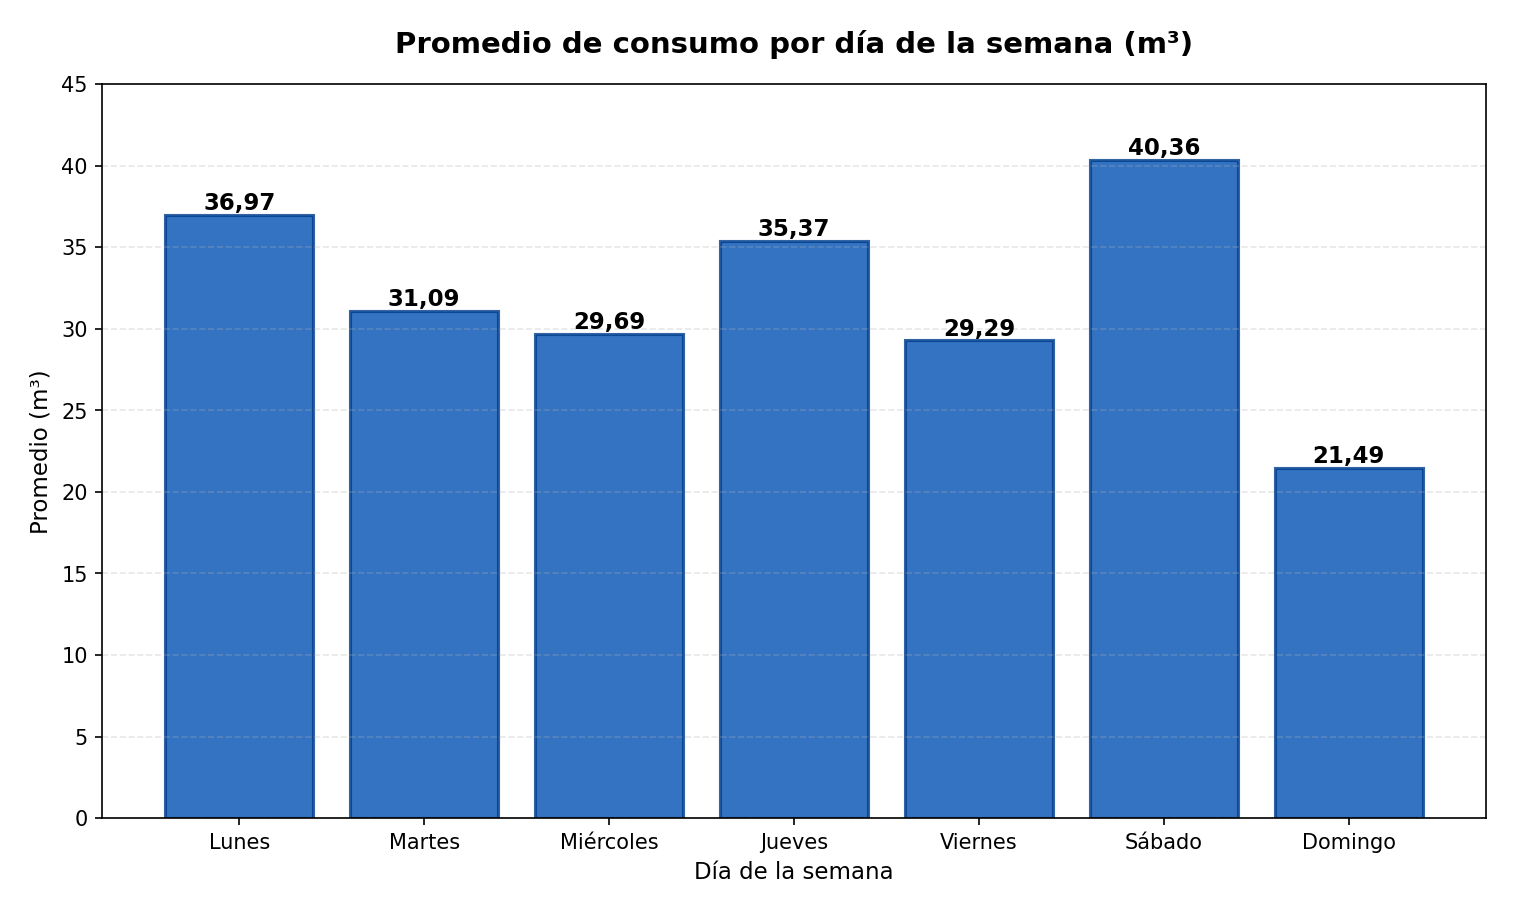 Promedio de consumo por día de la semana (m³)
45
40
35
30
25
20
15
10
5
0
Promedio (m³)
36,97
31,09
29,69
35,37
29,29
40,36
21,49
Lunes
Martes
Miércoles
Jueves
Viernes
Sábado
Domingo
Día de la semana